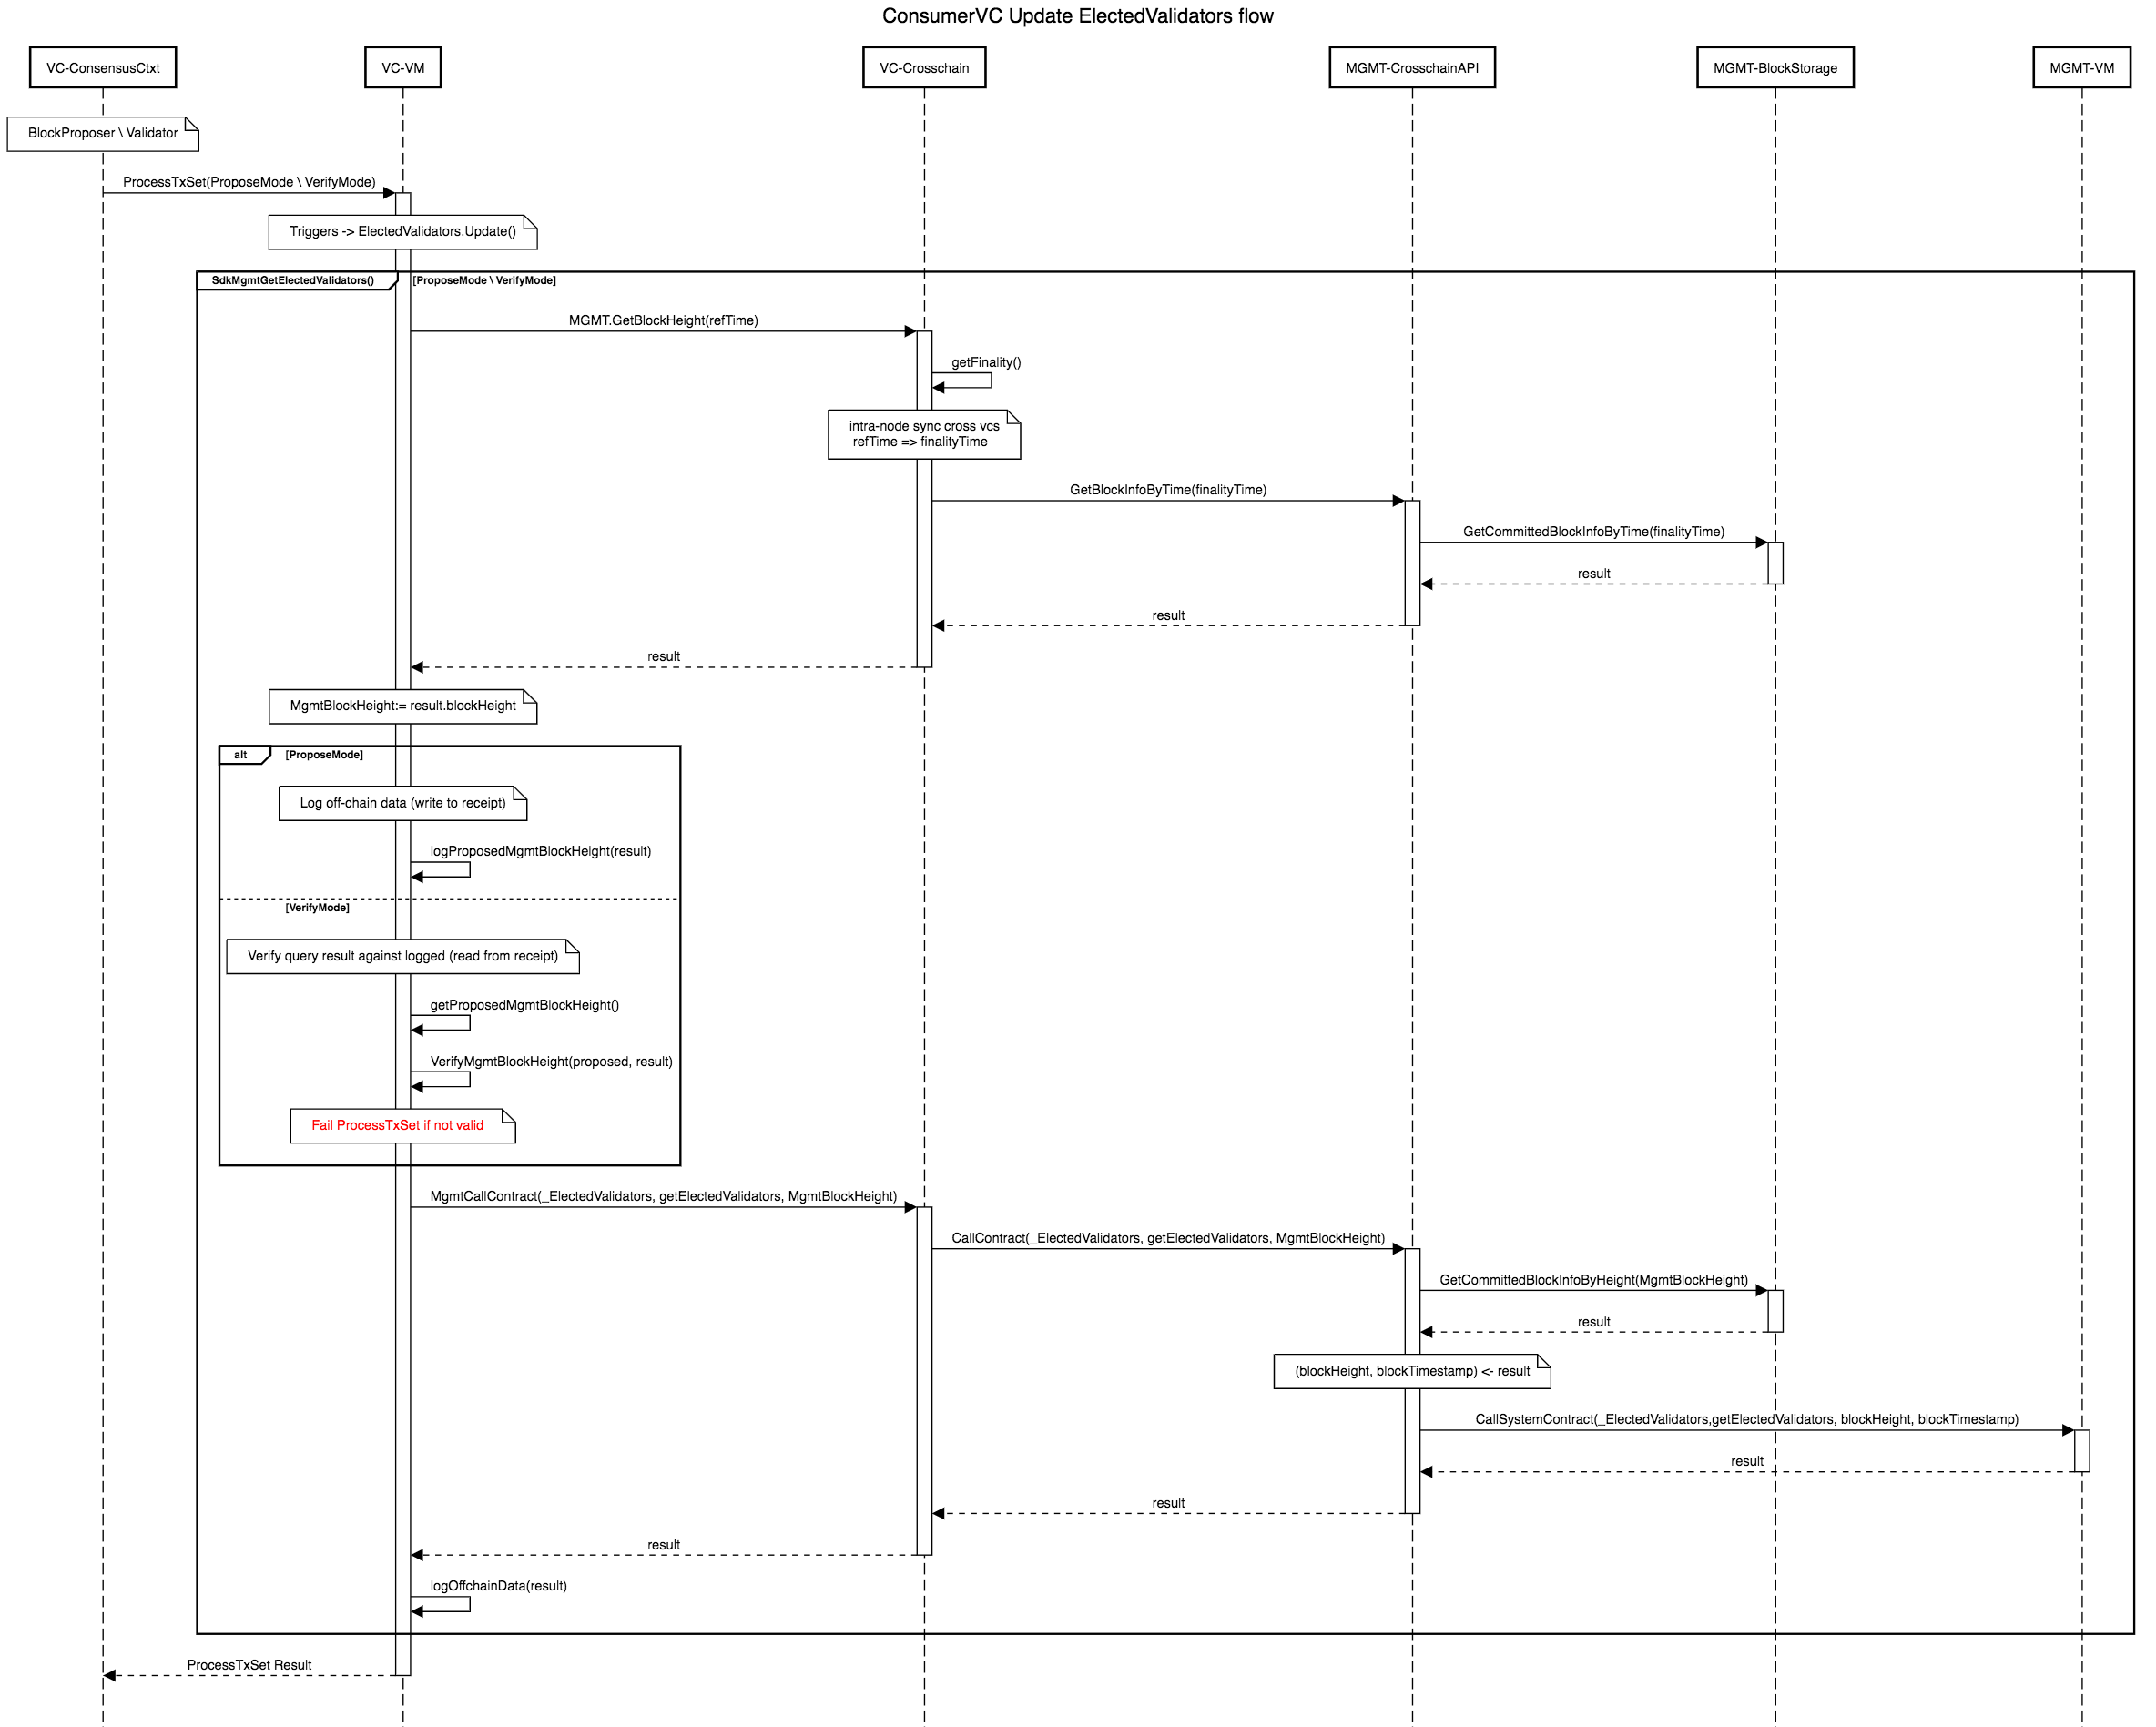 ConsumerVC Update ElectedValidators flow
VC-ConsensusCtxt
VC-VM
VC-Crosschain
MGMT-CrosschainAPI
MGMT-BlockStorage
MGMT-VM
BlockProposer \ Validator
ProcessTxSet(ProposeMode \ VerifyMode)
Triggers -> ElectedValidators.Update()
SdkMgmtGetElectedValidators()
[ProposeMode \ VerifyMode]
MGMT.GetBlockHeight(refTime)
getFinality()
intra-node sync cross vcs
refTime => finalityTime
GetBlockInfoByTime(finalityTime)
GetCommittedBlockInfoByTime(finalityTime)
result
result
result
MgmtBlockHeight:= result.blockHeight
alt
[ProposeMode]
Log off-chain data (write to receipt)
logProposedMgmtBlockHeight(result)
[VerifyMode]
Verify query result against logged (read from receipt)
getProposedMgmtBlockHeight()
VerifyMgmtBlockHeight(proposed, result)
Fail ProcessTxSet if not valid
MgmtCallContract(_ElectedValidators, getElectedValidators, MgmtBlockHeight)
CallContract(_ElectedValidators, getElectedValidators, MgmtBlockHeight)
GetCommittedBlockInfoByHeight(MgmtBlockHeight)
result
(blockHeight, blockTimestamp) <- result
CallSystemContract(_ElectedValidators,getElectedValidators, blockHeight, blockTimestamp)
result
result
result
logOffchainData(result)
ProcessTxSet Result